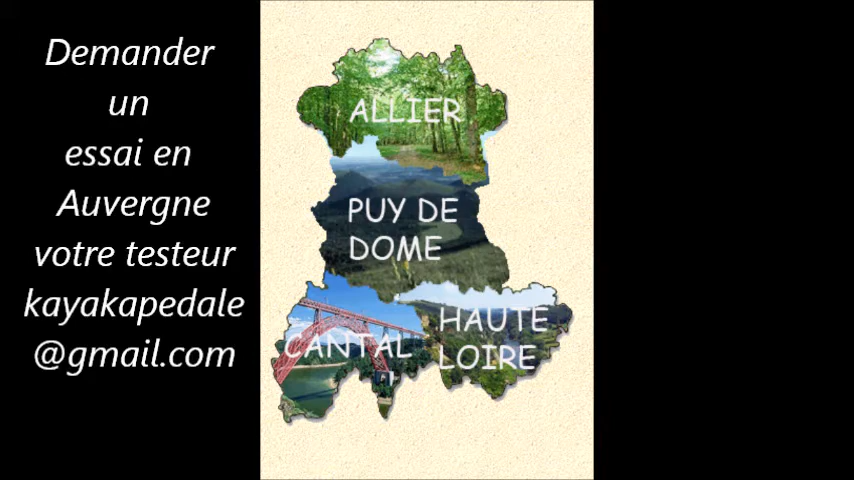 Demander
un
essai en
Auvergne
votre testeur
kayakapedale
@gmail.com
ALLIER
PUY DE
DOME
CANTAL
HAUTE
LOIRE